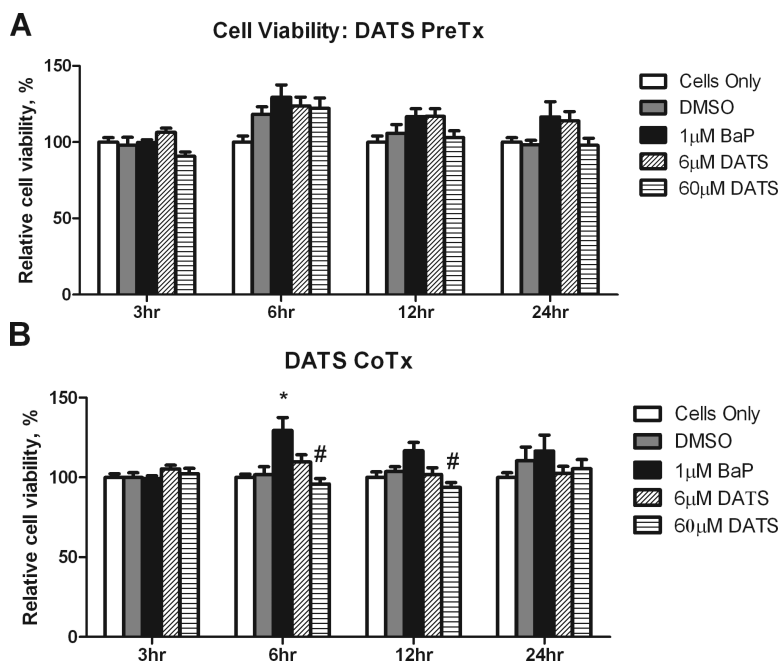 A
Cell Viability: DATS PreTx
Relative cell viability, %
150
100
50
0
3hr
6hr
12hr
24hr
Cells Only
DMSO
1μM BaP
6μM DATS
60μM DATS
B
DATS CoTx
Relative cell viability, %
150
100
50
0
*
#
#
3hr
6hr
12hr
24hr
Cells Only
DMSO
1μM BaP
6μM DATS
60μM DATS